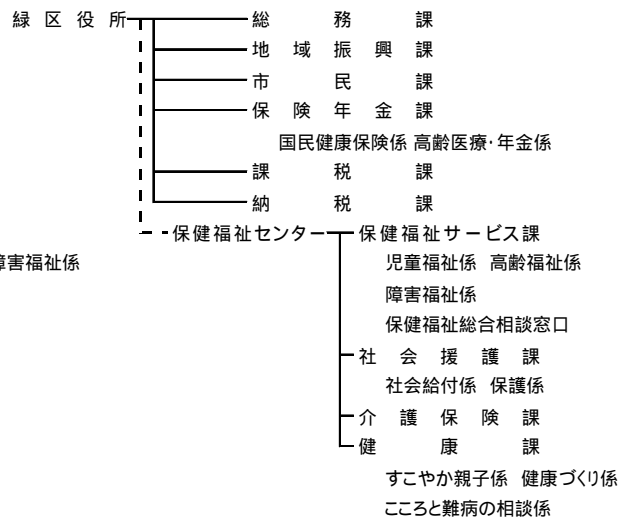 緑区役所 総務課
地域振興課
市民課
保険年金課
国民健康保険係 高齢医療・年金係
課税課
納税課
保健福祉センター 保健福祉サービス課
児童福祉係 高齢福祉係
障害福祉係
障害福祉係
保健福祉総合相談窓口
社会援護課
社会給付係 保護係
介護保険課
健康課
すこやか親子係 健康づくり係
こころと難病の相談係